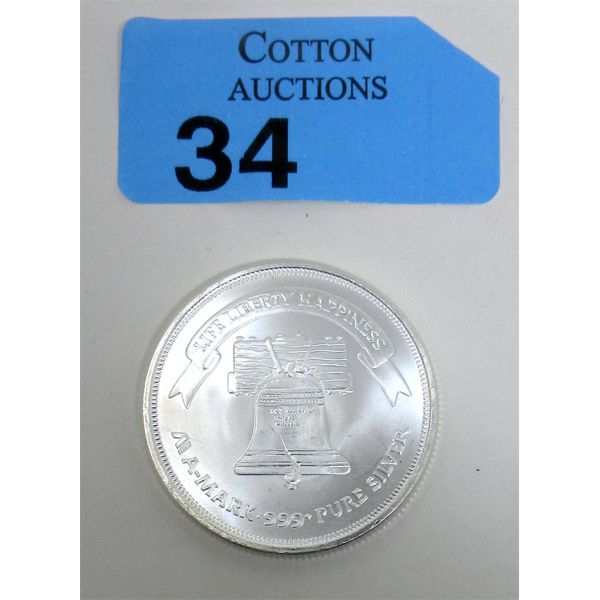 COTTON
AUCTIONS
34
LIFE LIBERTY HAPPINESS
A-MARK · 999+ PURE SILVER